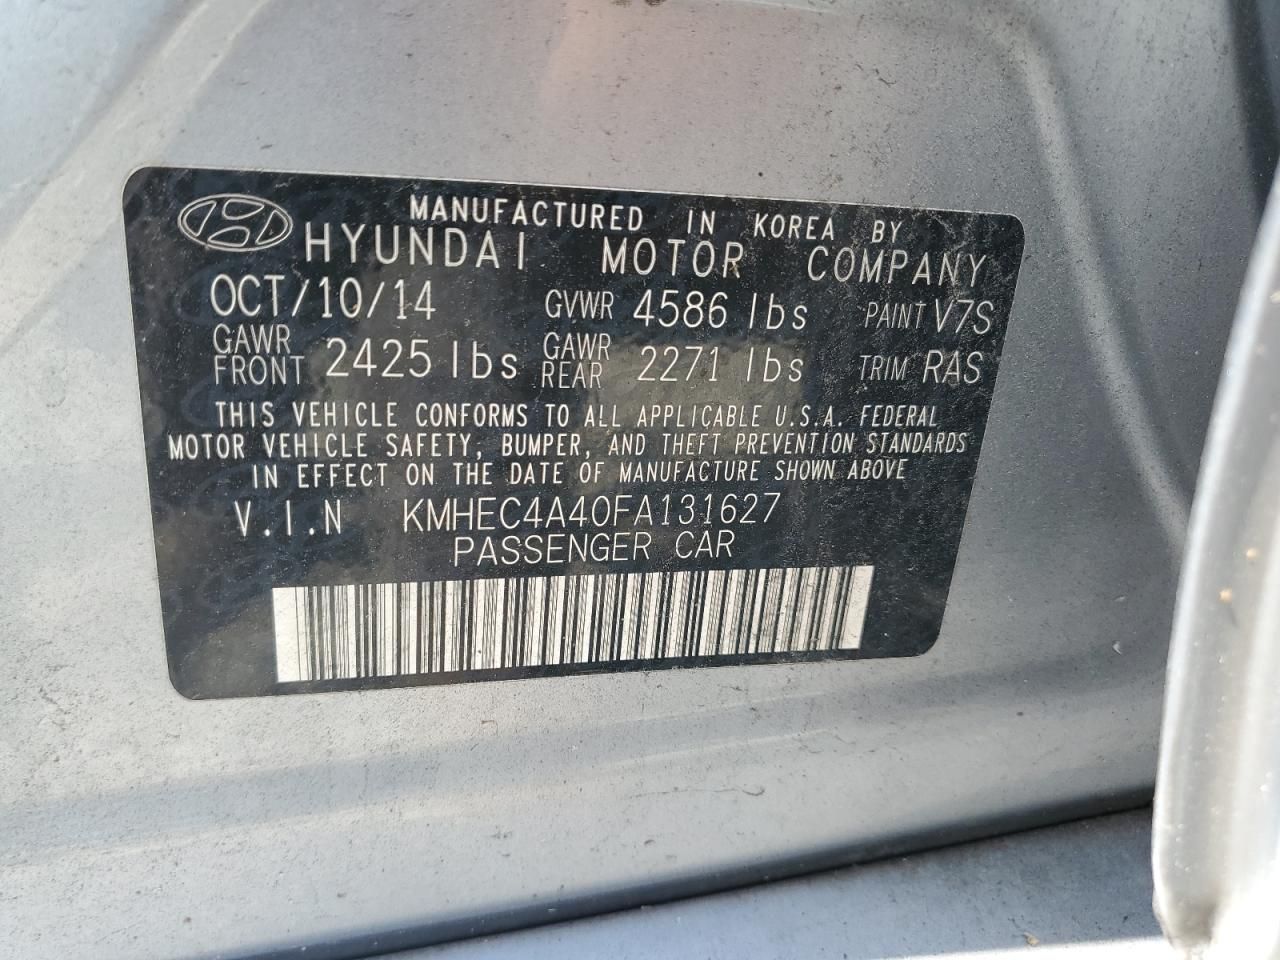 MANUFACTURED IN KOREA BY
HYUNDAI MOTOR COMPANY
OCT/10/14 GVWR 4586 lbs PAINT V7S
GAWR FRONT 2425 lbs GAWR REAR 2271 lbs TRIM RAS
THIS VEHICLE CONFORMS TO ALL APPLICABLE U.S.A. FEDERAL
MOTOR VEHICLE SAFETY, BUMPER, AND THEFT PREVENTION STANDARDS
IN EFFECT ON THE DATE OF MANUFACTURE SHOWN ABOVE
V.I.N KMHEC4A40FA131627
PASSENGER CAR